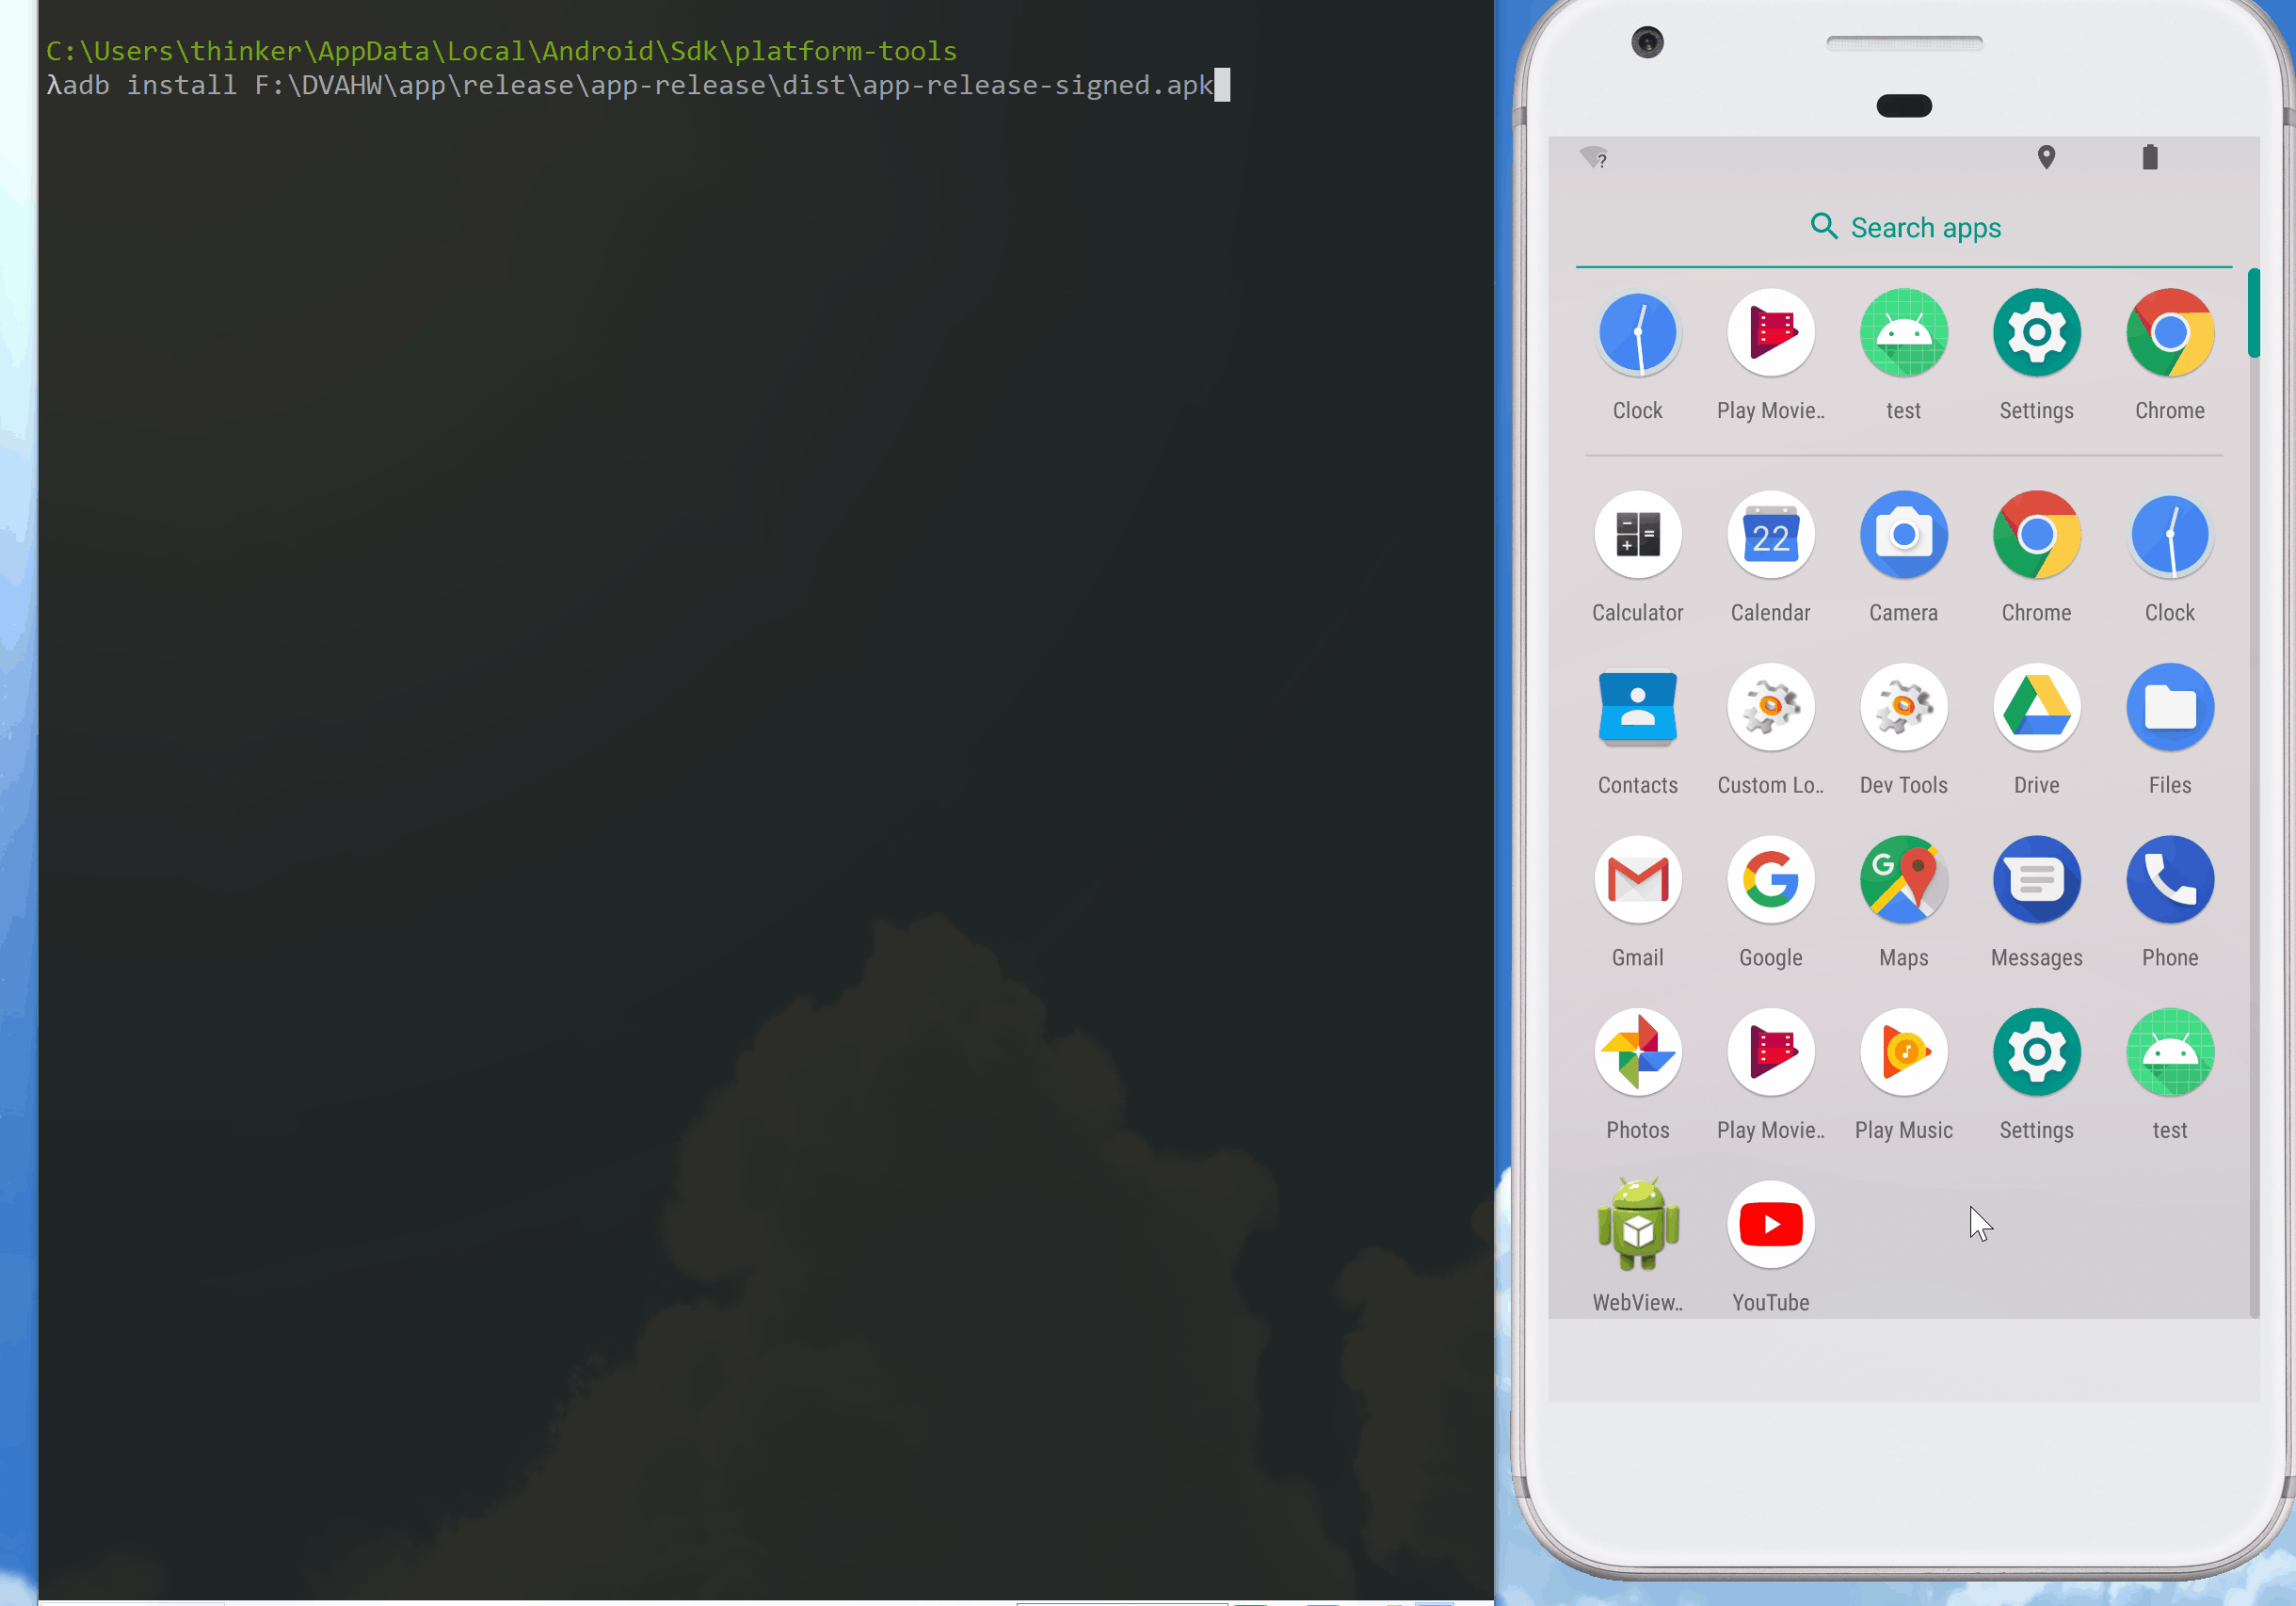 C:\Users\thinker\AppData\Local\Android\Sdk\platform-tools
λadb install F:\DVAHW\app\release\app-release\dist\app-release-signed.apk
?
Search apps
Clock Play Movie.. test Settings Chrome
22
Calculator Calendar Camera Chrome Clock
Contacts Custom Lo.. Dev Tools Drive Files
G
Gmail Google Maps Messages Phone
Photos Play Movie.. Play Music Settings test
WebView.. YouTube